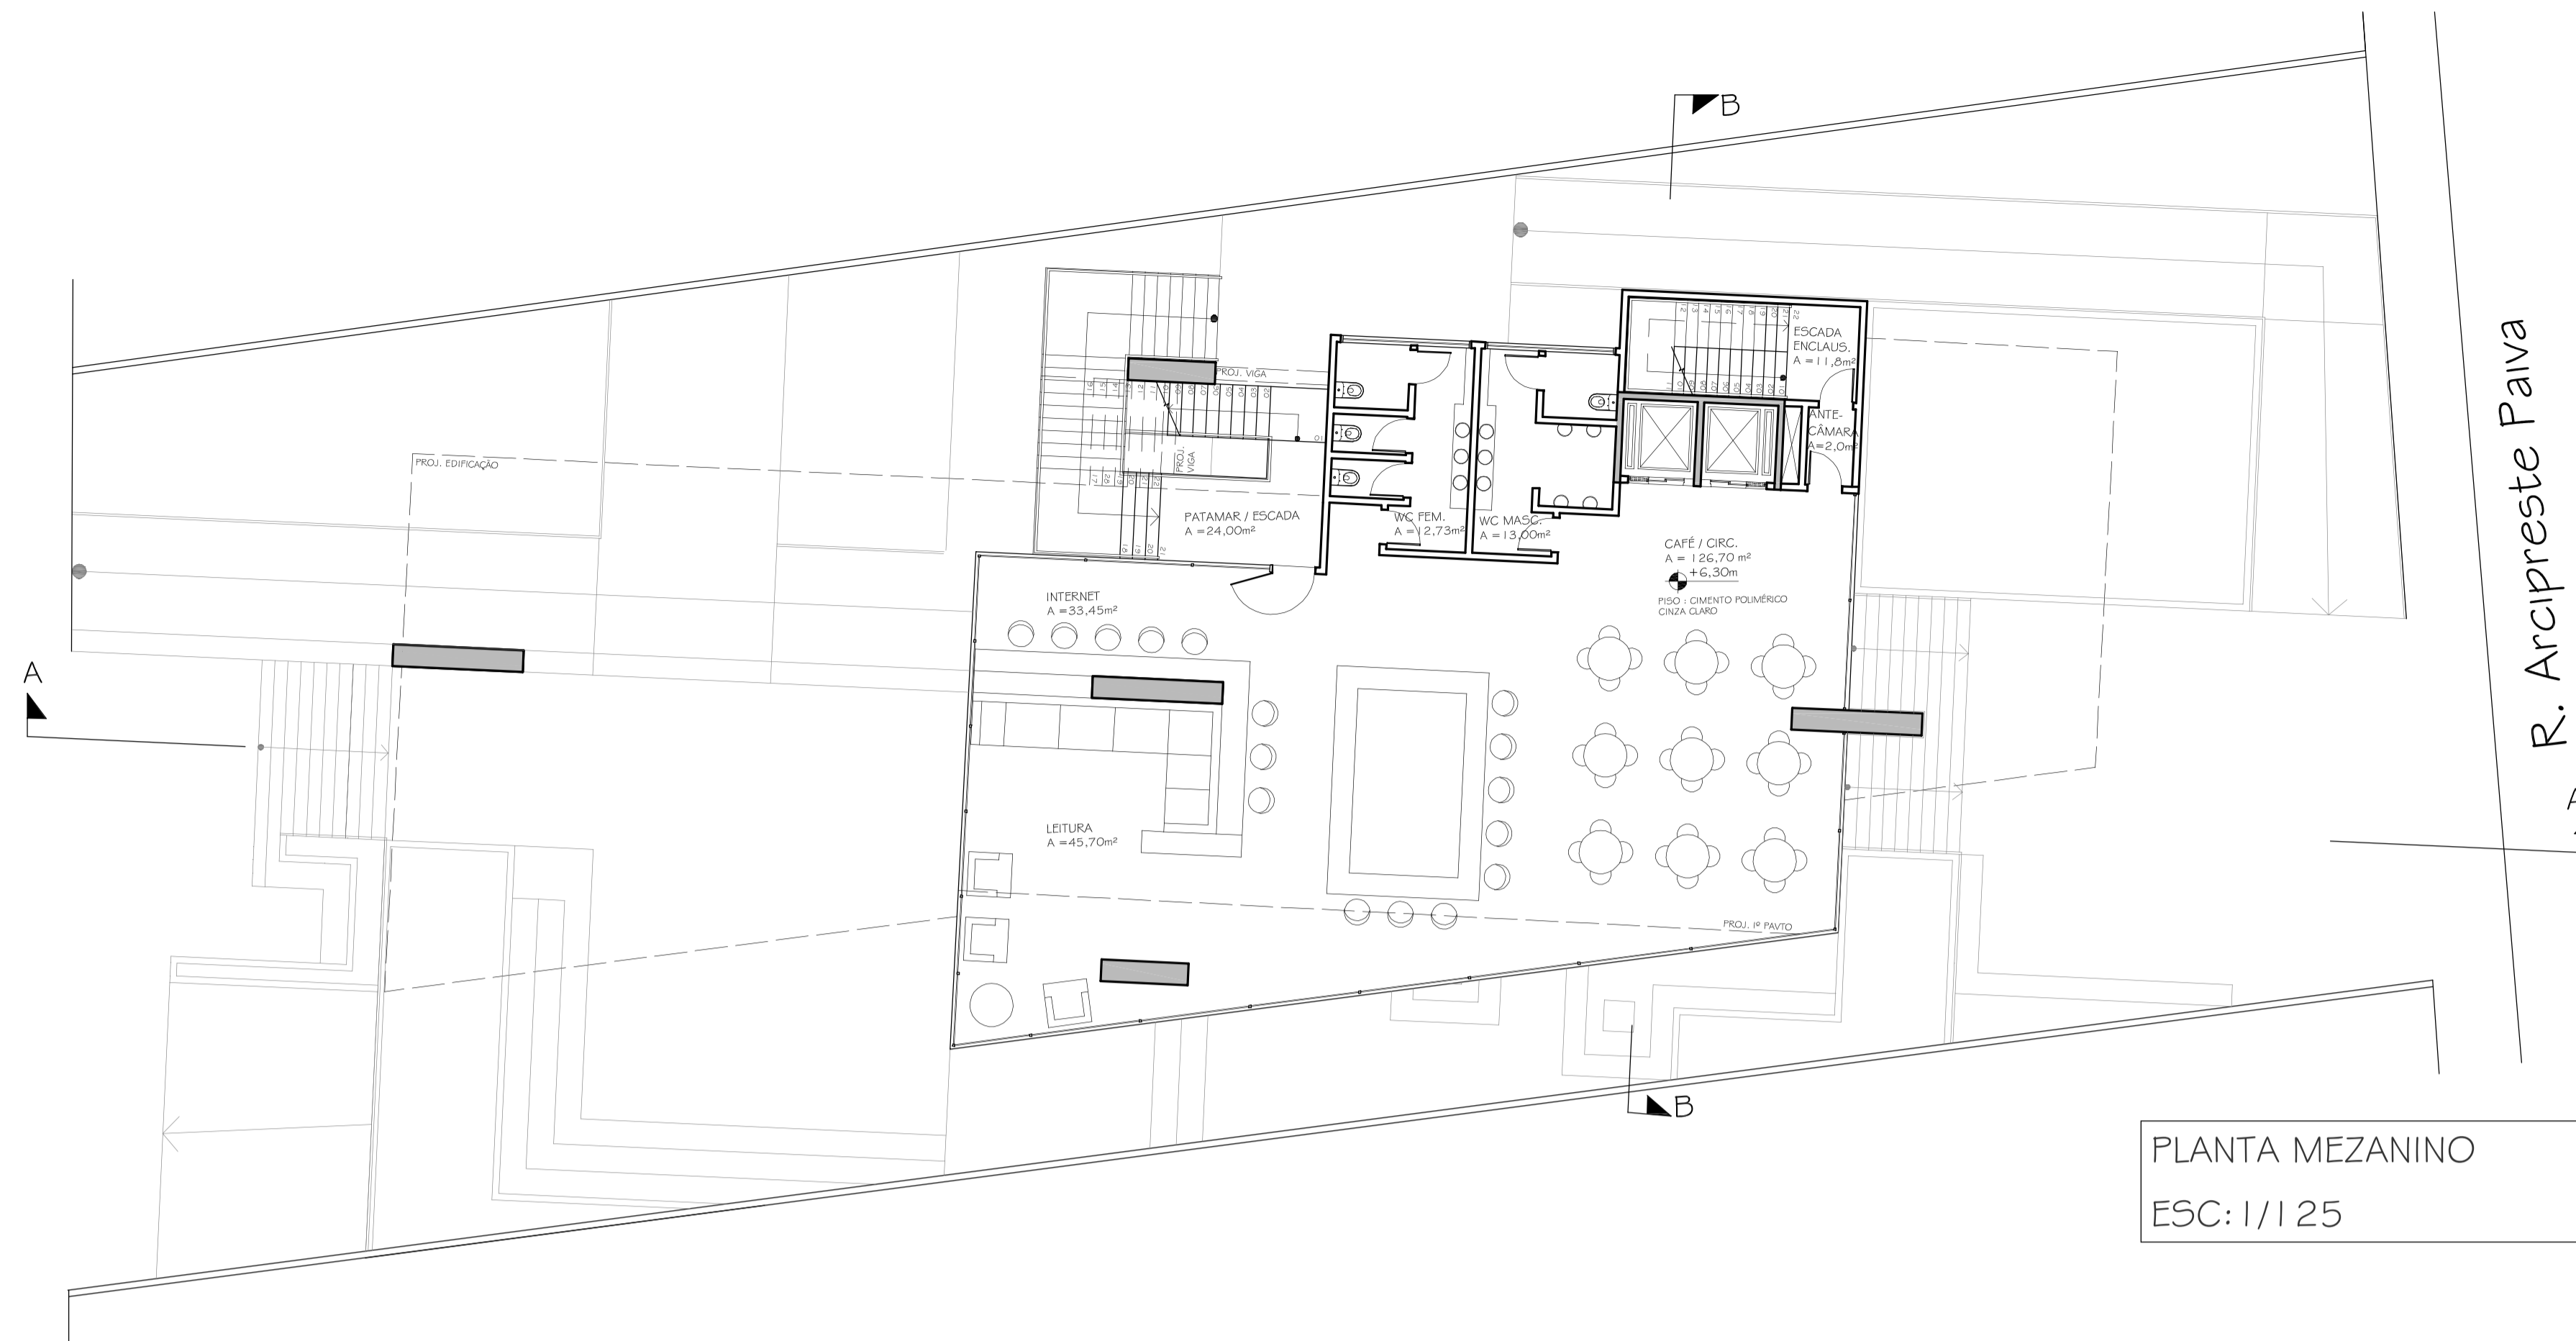 B
ESCADA
ENCLAUS.
A =11,8m²
PROJ. VIGA
ANTE-
CÂMARA
A=2,0m²
PROJ. EDIFICAÇÃO
PROJ.
VIGA
PATAMAR / ESCADA
A =24,00m²
WC FEM.
A =12,73m²
WC MASC.
A =13,00m²
CAFÉ / CIRC.
A = 126,70 m²
+6,30m
PISO : CIMENTO POLIMÉRICO
CINZA CLARO
INTERNET
A =33,45m²
A
R. Arcipreste Paiva
A
LEITURA
A =45,70m²
PROJ. 1º PAVTO
B
PLANTA MEZANINO
ESC: 1/125